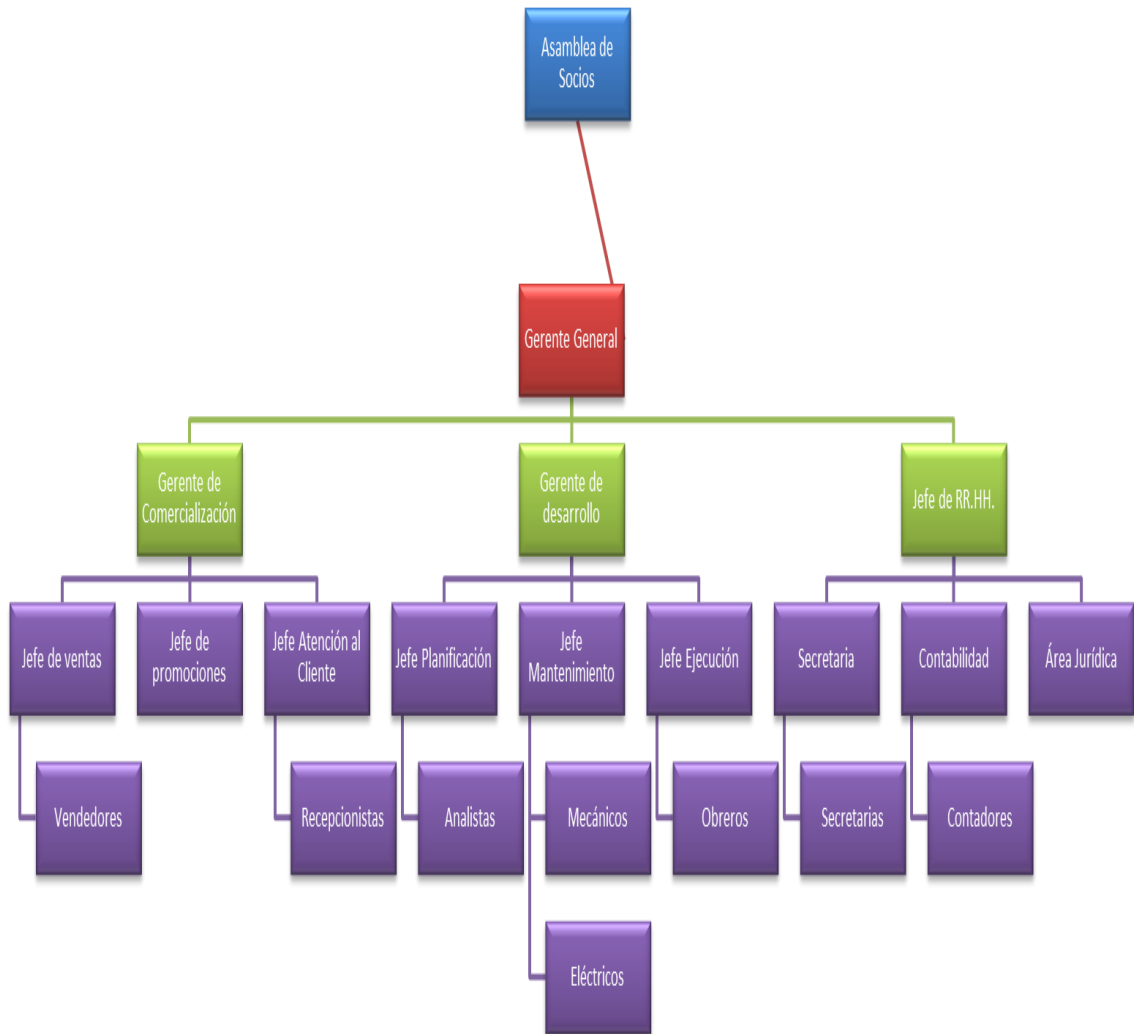 Asamblea de
Socios
Gerente General
Gerente de
Comercialización
Gerente de
desarrollo
Jefe de RR.HH.
Jefe de ventas
Jefe de
promociones
Jefe Atención al
Cliente
Jefe Planificación
Jefe
Mantenimiento
Jefe Ejecución
Secretaria
Contabilidad
Área Jurídica
Vendedores
Recepcionistas
Analistas
Mecánicos
Obreros
Secretarias
Contadores
Eléctricos